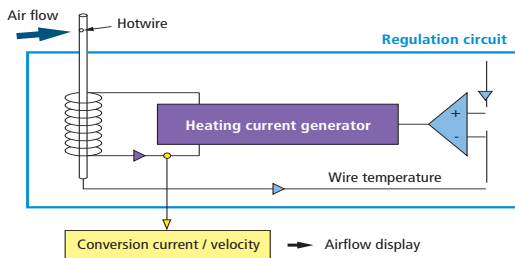 Air flow
Hotwire
Regulation circuit
Heating current generator
+
-
Wire temperature
Conversion current / velocity
Airflow display